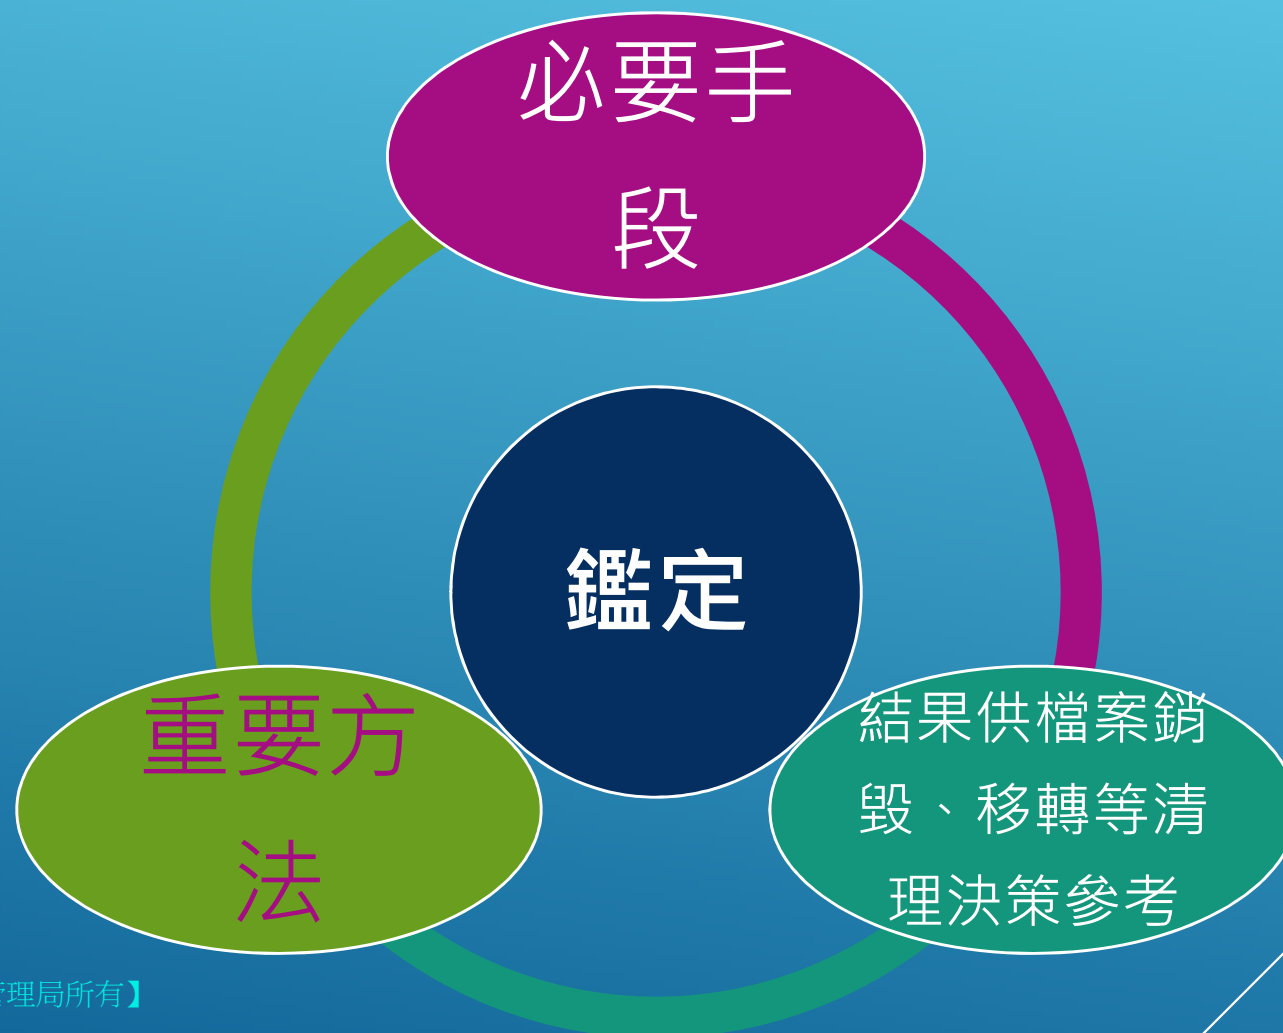 必要手
段
鑑定
重要方
法
結果供檔案銷
毀、移轉等清
理決策參考
管理局所有】